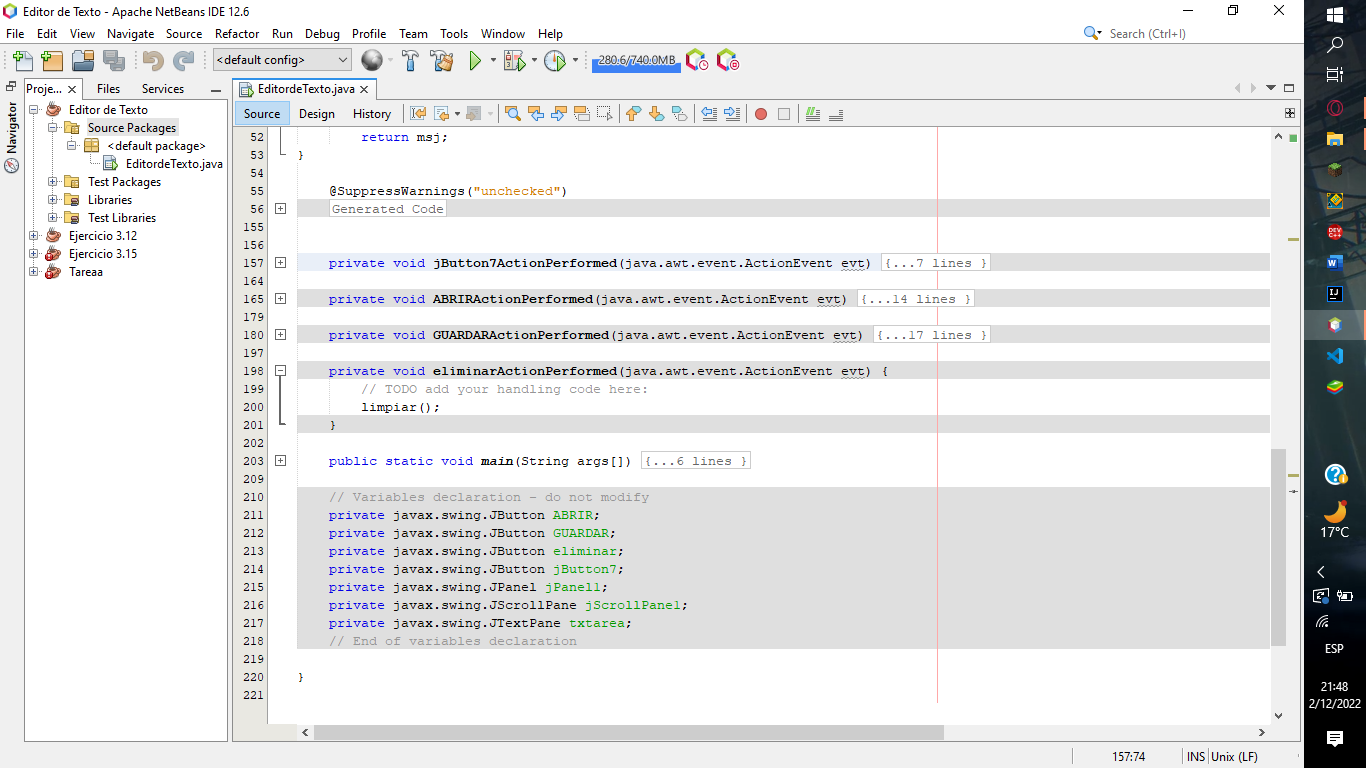 Editor de Texto - Apache NetBeans IDE 12.6
File Edit View Navigate Source Refactor Run Debug Profile Team Tools Window Help
Search (Ctrl+I)
<default config>
280.6/740.0MB
Proje... Files Services
EditordeTexto.java
Navigator
Editor de Texto
Source Packages
<default package>
EditordeTexto.java
Test Packages
Libraries
Test Libraries
Ejercicio 3.12
Ejercicio 3.15
Tareaa
Source Design History
52 return msj;
53 }
54
55 @SuppressWarnings("unchecked")
56 Generated Code
155
156
157 private void jButton7ActionPerformed(java.awt.event.ActionEvent evt) {...7 lines }
164
165 private void ABRIRActionPerformed(java.awt.event.ActionEvent evt) {...14 lines }
179
180 private void GUARDARActionPerformed(java.awt.event.ActionEvent evt) {...17 lines }
197
198 private void eliminarActionPerformed(java.awt.event.ActionEvent evt) {
199 // TODO add your handling code here:
200 limpiar();
201 }
202
203 public static void main(String args[]) {...6 lines }
209
210 // Variables declaration - do not modify
211 private javax.swing.JButton ABRIR;
212 private javax.swing.JButton GUARDAR;
213 private javax.swing.JButton eliminar;
214 private javax.swing.JButton jButton7;
215 private javax.swing.JPanel jPanel1;
216 private javax.swing.JScrollPane jScrollPane1;
217 private javax.swing.JTextPane txtarea;
218 // End of variables declaration
219
220 }
221
157:74 INS Unix (LF)
DEV C++
W
IJ
17°C
ESP
21:48
2/12/2022